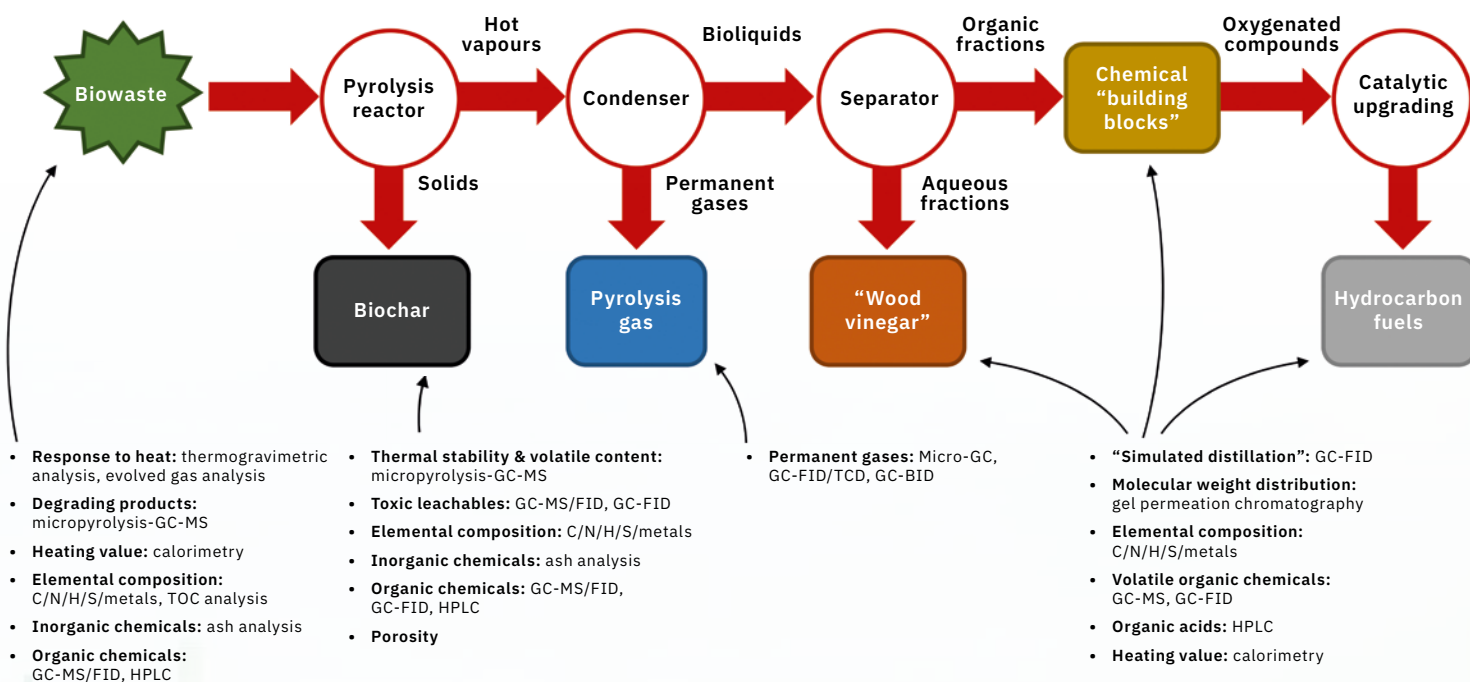 Biowaste
Pyrolysis
reactor
Hot
vapours
Condenser
Bioliquids
Separator
Organic
fractions
Chemical
“building
blocks”
Oxygenated
compounds
Catalytic
upgrading
Solids
Permanent
gases
Aqueous
fractions
Biochar
Pyrolysis
gas
“Wood
vinegar”
Hydrocarbon
fuels
• Response to heat: thermogravimetric
analysis, evolved gas analysis
• Degrading products:
micropyrolysis-GC-MS
• Heating value: calorimetry
• Elemental composition:
C/N/H/S/metals, TOC analysis
• Inorganic chemicals: ash analysis
• Organic chemicals:
GC-MS/FID, HPLC
• Thermal stability & volatile content:
micropyrolysis-GC-MS
• Toxic leachables: GC-MS/FID, GC-FID
• Elemental composition: C/N/H/S/metals
• Inorganic chemicals: ash analysis
• Organic chemicals: GC-MS/FID,
GC-FID, HPLC
• Porosity
• Permanent gases: Micro-GC,
GC-FID/TCD, GC-BID
• “Simulated distillation”: GC-FID
• Molecular weight distribution:
gel permeation chromatography
• Elemental composition:
C/N/H/S/metals
• Volatile organic chemicals:
GC-MS, GC-FID
• Organic acids: HPLC
• Heating value: calorimetry